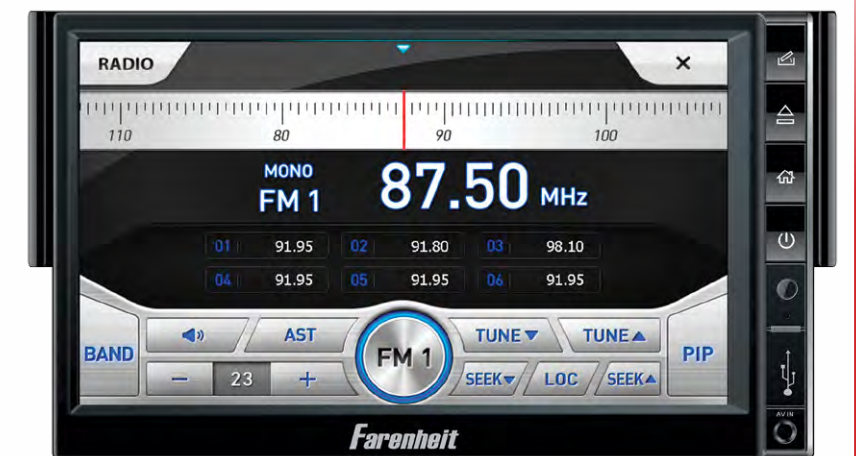 RADIO
×
110 80 90 100
MONO
FM 1 87.50 MHz
01 91.95 02 91.80 03 98.10
04 91.95 05 91.95 06 91.95
BAND AST FM 1 TUNE▼ TUNE▲ PIP
− 23 + SEEK▼ LOC SEEK▲
AV IN
Farenheit